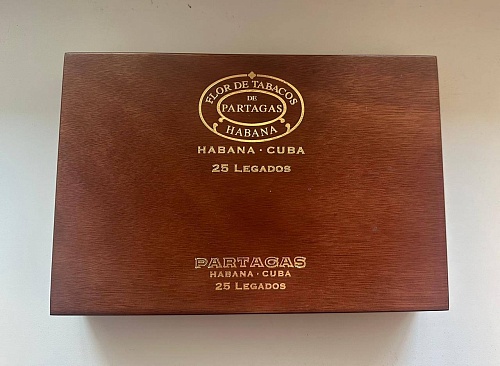 FLOR DE TABACOS
DE
PARTAGAS
HABANA
HABANA · CUBA
25 LEGADOS
PARTAGAS
HABANA · CUBA
25 LEGADOS